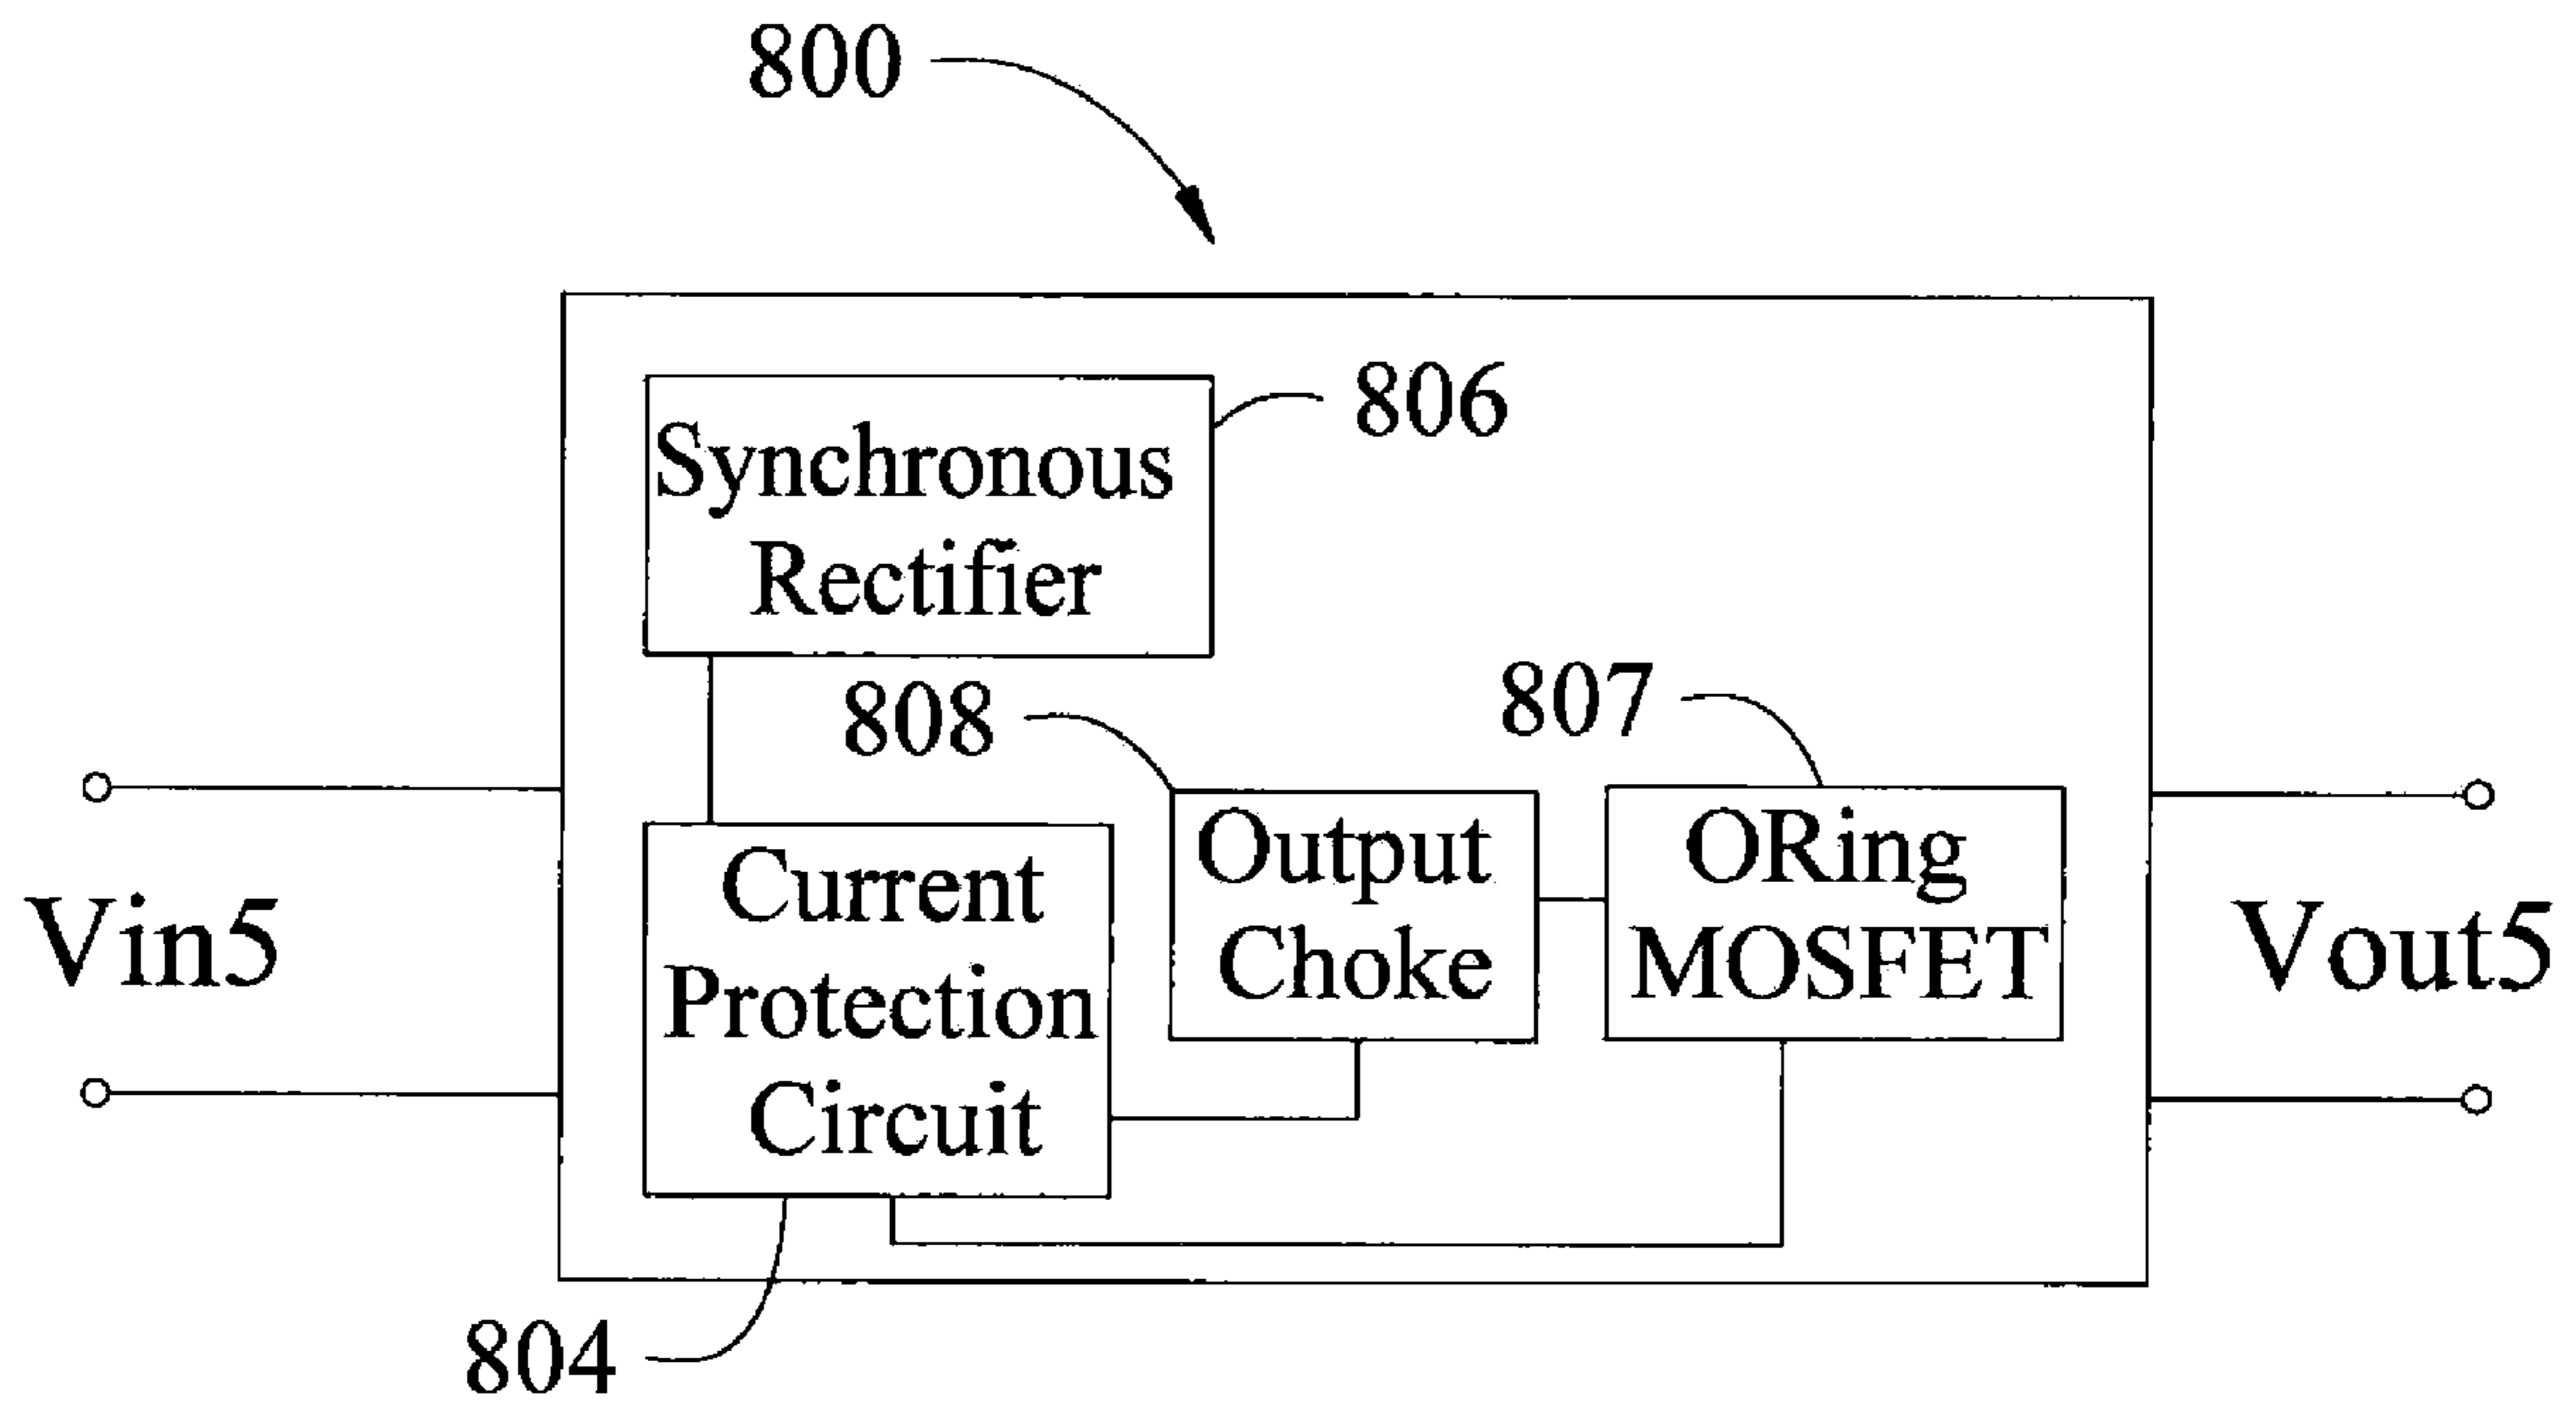 800
806
Synchronous
Rectifier
808
807
Output
Choke
ORing
MOSFET
Current
Protection
Circuit
Vin5
Vout5
804